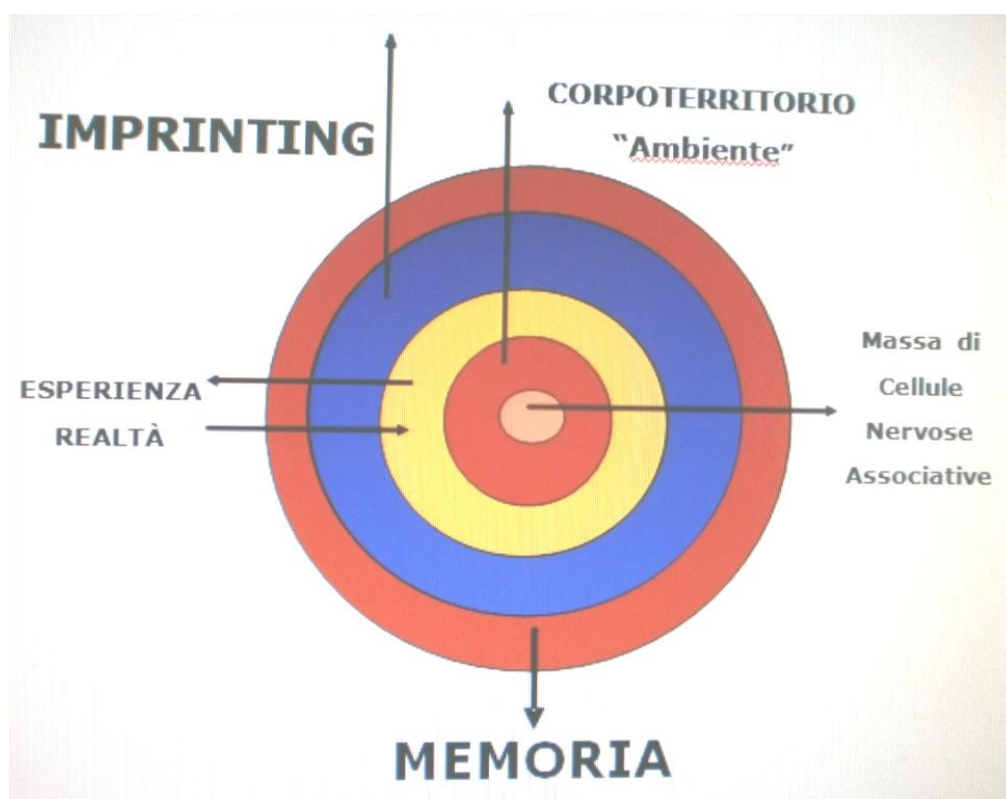 IMPRINTING
CORPOTERRITORIO
“Ambiente”
ESPERIENZA
REALTÀ
Massa di
Cellule
Nervose
Associative
MEMORIA